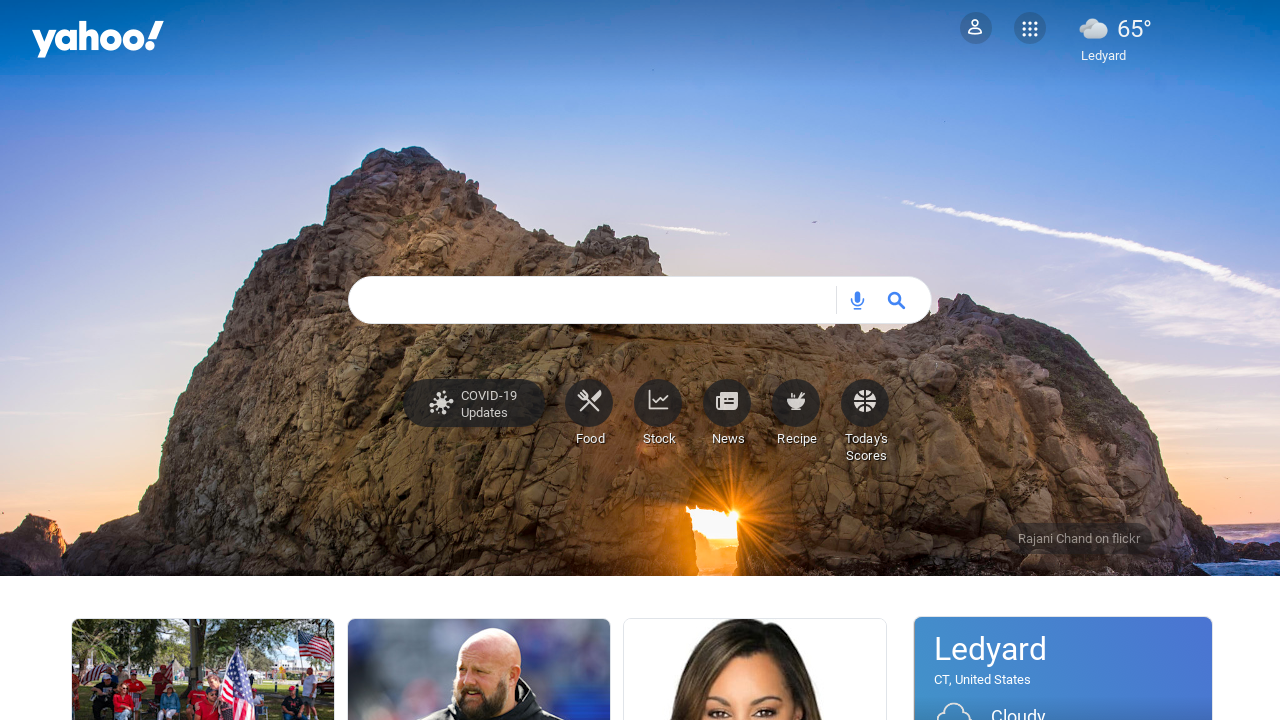 yahoo!
65°
Ledyard
COVID-19
Updates
Food
Stock
News
Recipe
Today's
Scores
Rajani Chand on flickr
Ledyard
CT, United States
Cloudy